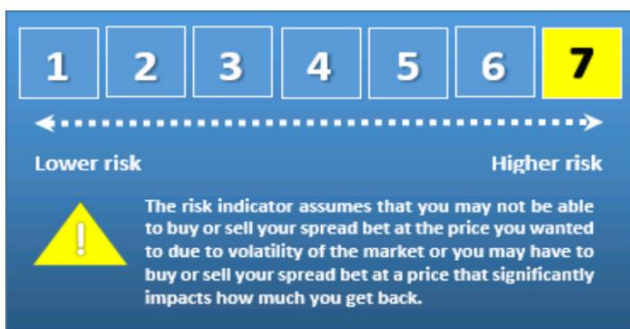 1 2 3 4 5 6 7
Lower risk Higher risk
!
The risk indicator assumes that you may not be able
to buy or sell your spread bet at the price you wanted
to due to volatility of the market or you may have to
buy or sell your spread bet at a price that significantly
impacts how much you get back.